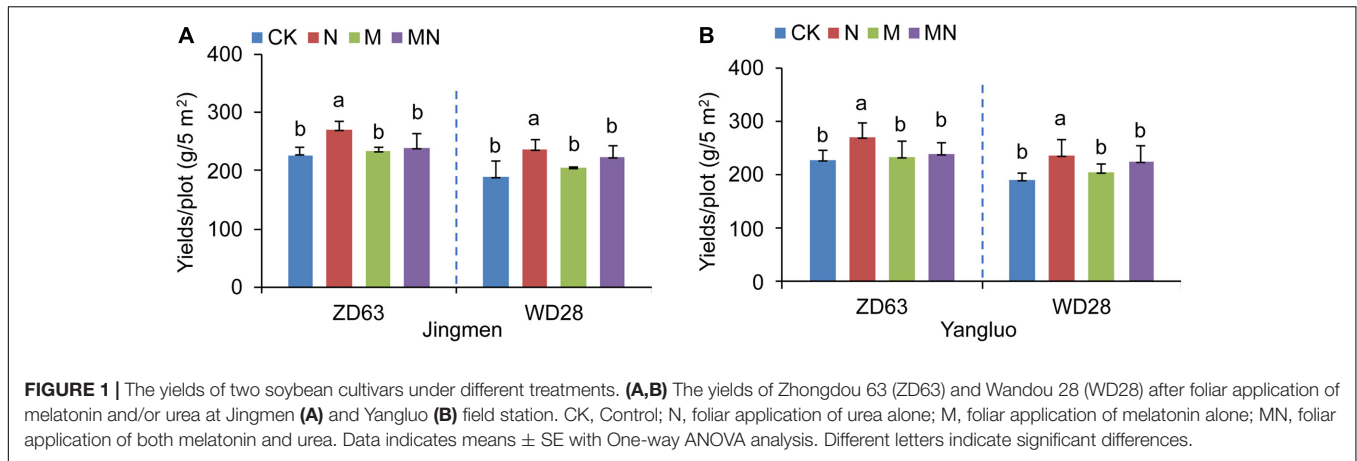 A
CK N M MN
Yields/plot (g/5 m²)
400
300
200
100
0
b a b b
b a b b
ZD63 WD28
Jingmen
B
CK N M MN
Yields/plot (g/5 m²)
400
300
200
100
0
b a b b
b a b b
ZD63 WD28
Yangluo
FIGURE 1 | The yields of two soybean cultivars under different treatments. (A,B) The yields of Zhongdou 63 (ZD63) and Wandou 28 (WD28) after foliar application of
melatonin and/or urea at Jingmen (A) and Yangluo (B) field station. CK, Control; N, foliar application of urea alone; M, foliar application of melatonin alone; MN, foliar
application of both melatonin and urea. Data indicates means ± SE with One-way ANOVA analysis. Different letters indicate significant differences.